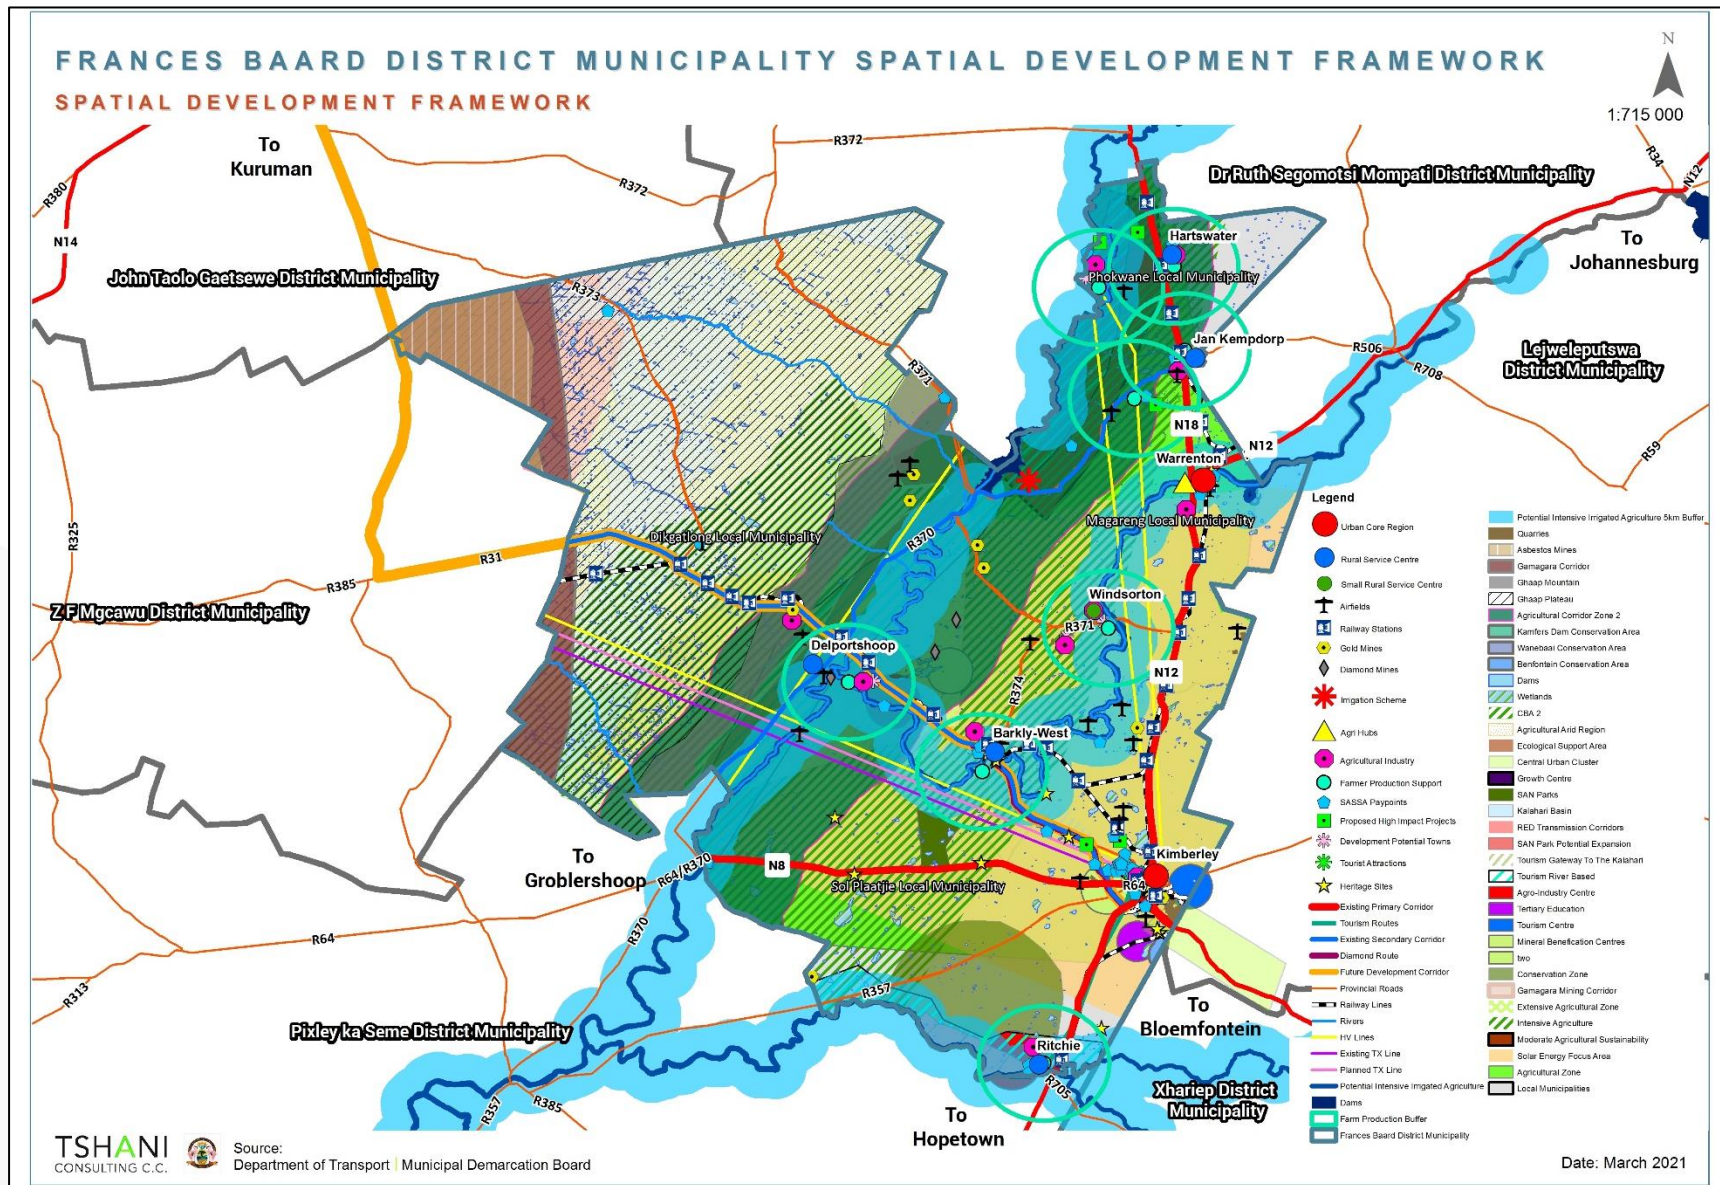 FRANCES BAARD DISTRICT MUNICIPALITY SPATIAL DEVELOPMENT FRAMEWORK
SPATIAL DEVELOPMENT FRAMEWORK
N
1:715 000
To
Kuruman
R380
N14
R372
R372
R34
N12
Dr Ruth Segomotsi Mompati District Municipality
To
Johannesburg
John Taolo Gaetsewe District Municipality
R373
Hartswater
Phokwane Local Municipality
Jan Kempdorp
R506
R708
Lejweleputswa
District Municipality
R371
N18
N12
R59
Warrenton
Magareng Local Municipality
R325
Dikgatlong Local Municipality
R370
R31
R385
Z F Mgcawu District Municipality
Windsorton
R371
Delportshoop
N12
R374
Barkly-West
To
Groblershoop
N8
R64/R370
Sol Plaatjie Local Municipality
Kimberley
R64
R64
R370
R313
R357
To
Bloemfontein
Pixley ka Seme District Municipality
Ritchie
R705
R357
R385
Xhariep District
Municipality
To
Hopetown
Legend
Urban Core Region
Rural Service Centre
Small Rural Service Centre
Airfields
Railway Stations
Gold Mines
Diamond Mines
Irrigation Scheme
Agri Hubs
Agricultural Industry
Farmer Production Support
SASSA Paypoints
Proposed High Impact Projects
Development Potential Towns
Tourist Attractions
Heritage Sites
Existing Primary Corridor
Tourism Routes
Existing Secondary Corridor
Diamond Route
Future Development Corridor
Provincial Roads
Railway Lines
Rivers
HV Lines
Existing TX Line
Planned TX Line
Potential Intensive Irrigated Agriculture
Dams
Farm Production Buffer
Frances Baard District Municipality
Potential Intensive Irrigated Agriculture 5km Buffer
Quarries
Asbestos Mines
Gamagara Corridor
Ghaap Mountain
Ghaap Plateau
Agricultural Corridor Zone 2
Kamfers Dam Conservation Area
Wanebaai Conservation Area
Benfontein Conservation Area
Dams
Wetlands
CBA 2
Agricultural Arid Region
Ecological Support Area
Central Urban Cluster
Growth Centre
SAN Parks
Kalahari Basin
RED Transmission Corridors
SAN Park Potential Expansion
Tourism Gateway To The Kalahari
Tourism River Based
Agro-Industry Centre
Tertiary Education
Tourism Centre
Mineral Benefication Centres
two
Conservation Zone
Gamagara Mining Corridor
Extensive Agricultural Zone
Intensive Agriculture
Moderate Agricultural Sustainability
Solar Energy Focus Area
Agricultural Zone
Local Municipalities
TSHANI
CONSULTING C.C.
Source:
Department of Transport | Municipal Demarcation Board
Date: March 2021